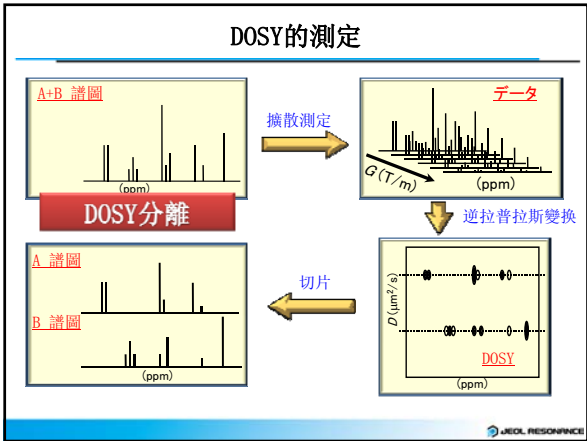 DOSY的測定
A+B 譜圖
(ppm)
擴散測定
データ
G(T/m)
(ppm)
DOSY分離
逆拉普拉斯變換
A 譜圖
B 譜圖
(ppm)
切片
D(μm²/s)
DOSY
(ppm)
JEOL RESONANCE